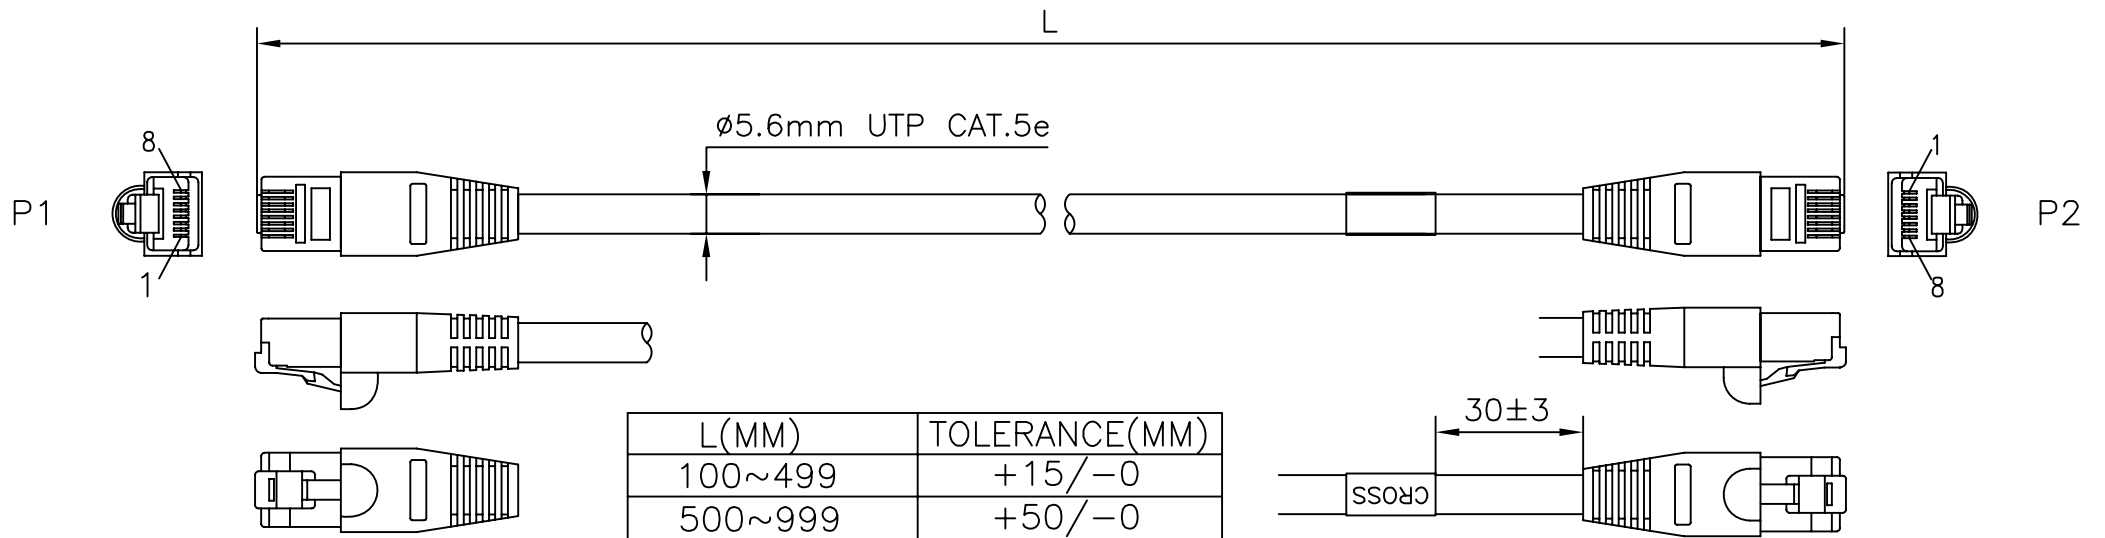 L
ø5.6mm UTP CAT.5e
8
1
P1
P2
1
8
30±3
L(MM) TOLERANCE(MM)
100~499 +15/-0
500~999 +50/-0
CROSS